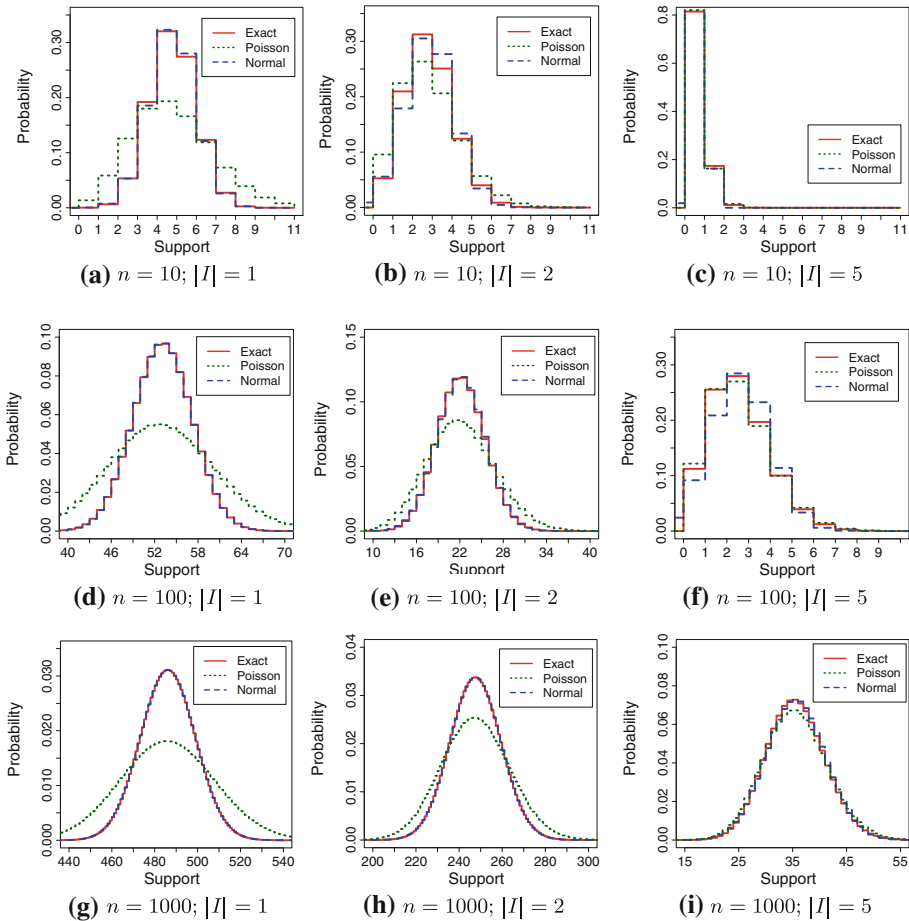 Probability
0.00 0.10 0.20 0.30
Exact
Poisson
Normal
0 1 2 3 4 5 6 7 8 9 11
Support
(a) n = 10; |I| = 1
Probability
0.00 0.10 0.20 0.30
Exact
Poisson
Normal
0 1 2 3 4 5 6 7 8 9 11
Support
(b) n = 10; |I| = 2
Probability
0.0 0.2 0.4 0.6 0.8
Exact
Poisson
Normal
0 1 2 3 4 5 6 7 8 9 11
Support
(c) n = 10; |I| = 5
Probability
0.00 0.02 0.04 0.06 0.08 0.10
Exact
Poisson
Normal
40 46 52 58 64 70
Support
(d) n = 100; |I| = 1
Probability
0.00 0.05 0.10 0.15
Exact
Poisson
Normal
10 16 22 28 34 40
Support
(e) n = 100; |I| = 2
Probability
0.00 0.10 0.20 0.30
Exact
Poisson
Normal
0 1 2 3 4 5 6 7 8 9
Support
(f) n = 100; |I| = 5
Probability
0.000 0.010 0.020 0.030
Exact
Poisson
Normal
440 460 480 500 520 540
Support
(g) n = 1000; |I| = 1
Probability
0.00 0.01 0.02 0.03 0.04
Exact
Poisson
Normal
200 220 240 260 280 300
Support
(h) n = 1000; |I| = 2
Probability
0.00 0.02 0.04 0.06 0.08 0.10
Exact
Poisson
Normal
15 25 35 45 55
Support
(i) n = 1000; |I| = 5